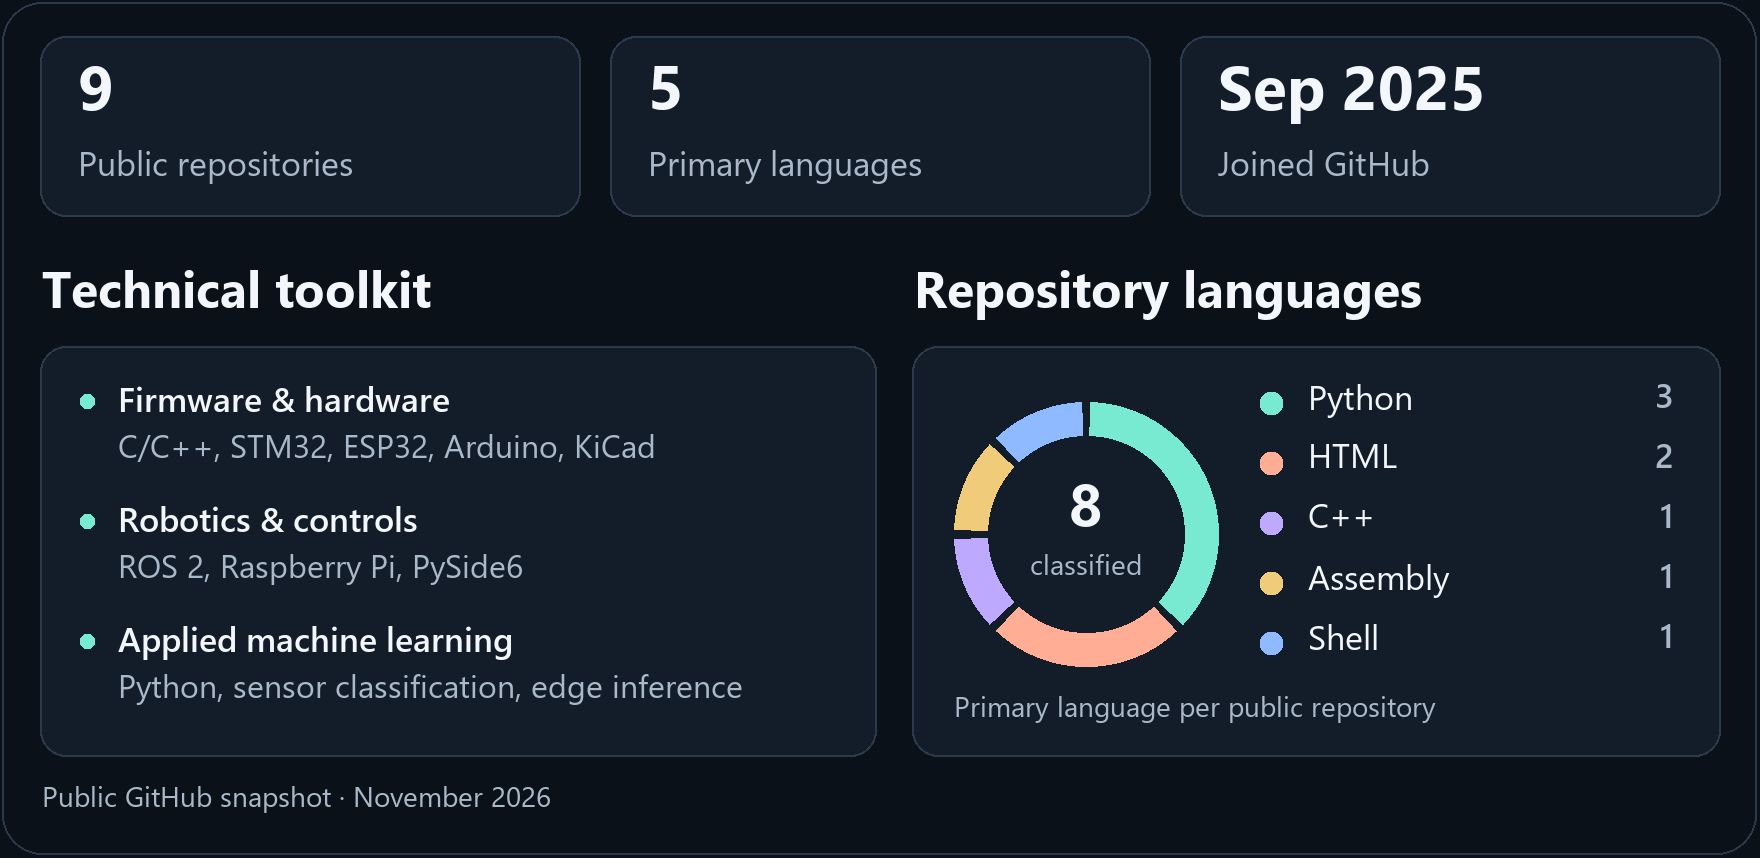 9
Public repositories
5
Primary languages
Sep 2025
Joined GitHub
Technical toolkit
Firmware & hardware
C/C++, STM32, ESP32, Arduino, KiCad
Robotics & controls
ROS 2, Raspberry Pi, PySide6
Applied machine learning
Python, sensor classification, edge inference
Repository languages
8
classified
Python 3
HTML 2
C++ 1
Assembly 1
Shell 1
Primary language per public repository
Public GitHub snapshot · November 2026